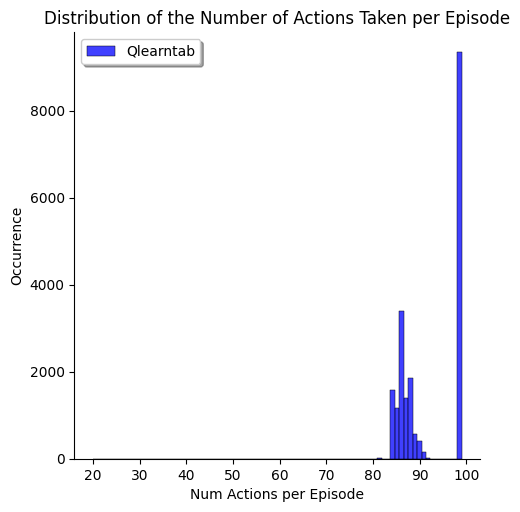 Distribution of the Number of Actions Taken per Episode
Qlearntab
8000
6000
4000
2000
0
Occurrence
20 30 40 50 60 70 80 90 100
Num Actions per Episode